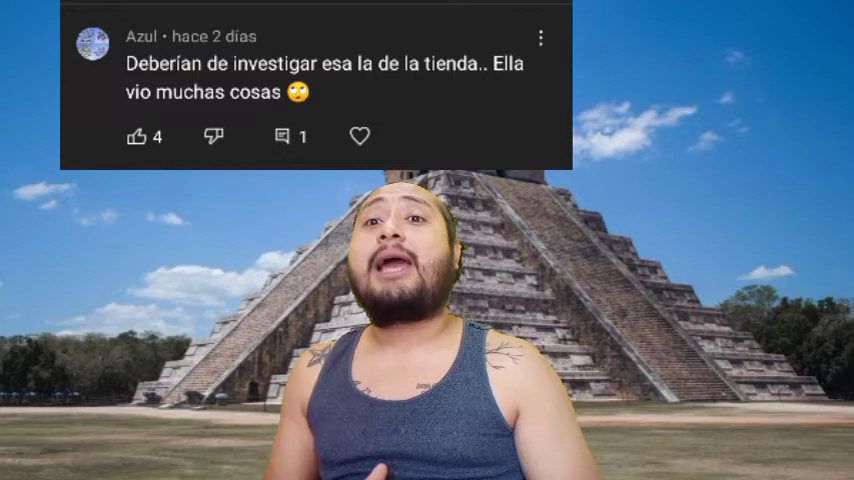 Azul • hace 2 días
Deberían de investigar esa la de la tienda.. Ella
vio muchas cosas 🙄
4 1